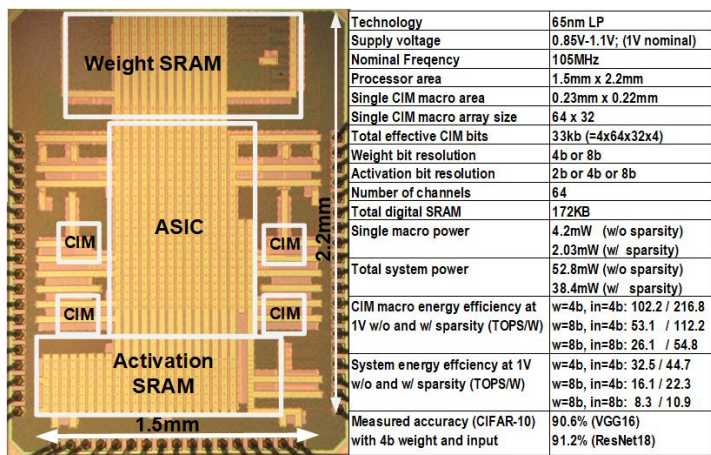 Weight SRAM
ASIC
2.2mm
CIM
CIM
CIM
CIM
Activation
SRAM
1.5mm
Technology 65nm LP
Supply voltage 0.85V-1.1V; (1V nominal)
Nominal Freqency 105MHz
Processor area 1.5mm x 2.2mm
Single CIM macro area 0.23mm x 0.22mm
Single CIM macro array size 64 x 32
Total effective CIM bits 33kb (=4x64x32x4)
Weight bit resolution 4b or 8b
Activation bit resolution 2b or 4b or 8b
Number of channels 64
Total digital SRAM 172KB
Single macro power 4.2mW (w/o sparsity)
2.03mW (w/ sparsity)
Total system power 52.8mW (w/o sparsity)
38.4mW (w/ sparsity)
CIM macro energy efficiency at w=4b, in=4b: 102.2 / 216.8
1V w/o and w/ sparsity (TOPS/W) w=8b, in=4b: 53.1 / 112.2
w=8b, in=8b: 26.1 / 54.8
System energy effciency at 1V w=4b, in=4b: 32.5 / 44.7
w/o and w/ sparsity (TOPS/W) w=8b, in=4b: 16.1 / 22.3
w=8b, in=8b: 8.3 / 10.9
Measured accuracy (CIFAR-10) 90.6% (VGG16)
with 4b weight and input 91.2% (ResNet18)